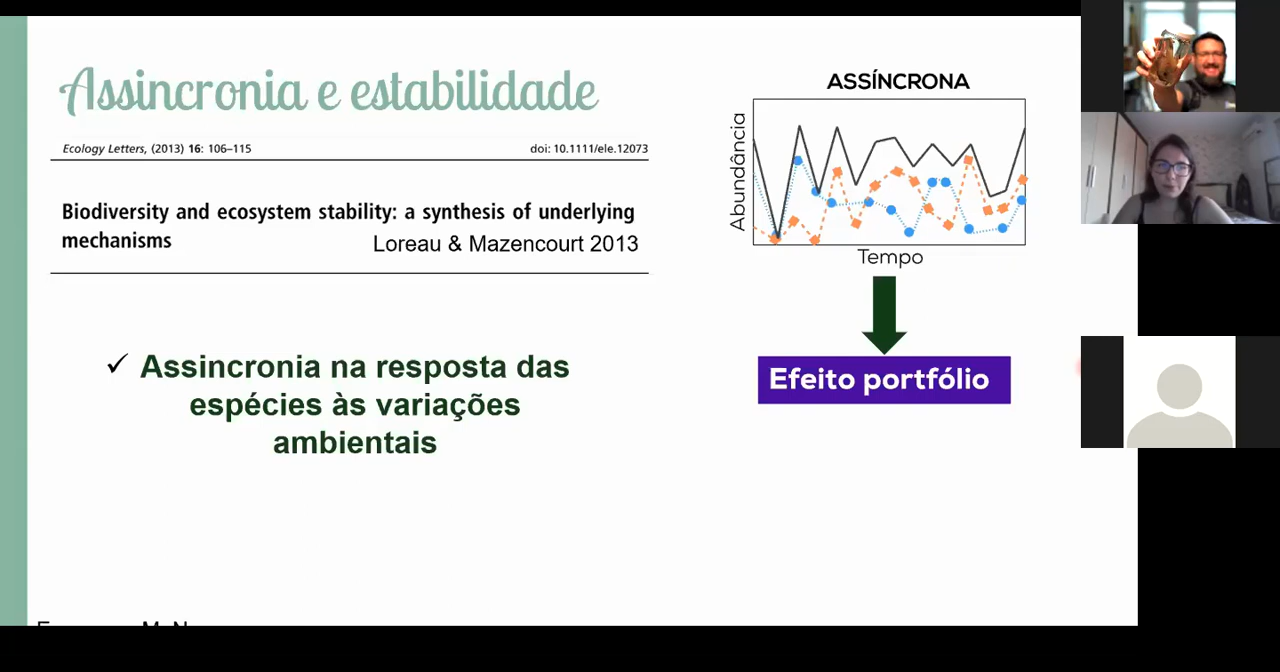 Assincronia e estabilidade
Ecology Letters, (2013) 16: 106–115
doi: 10.1111/ele.12073
Biodiversity and ecosystem stability: a synthesis of underlying
mechanisms
Loreau & Mazencourt 2013
✓ Assincronia na resposta das
espécies às variações
ambientais
ASSÍNCRONA
Abundância
Tempo
Efeito portfólio